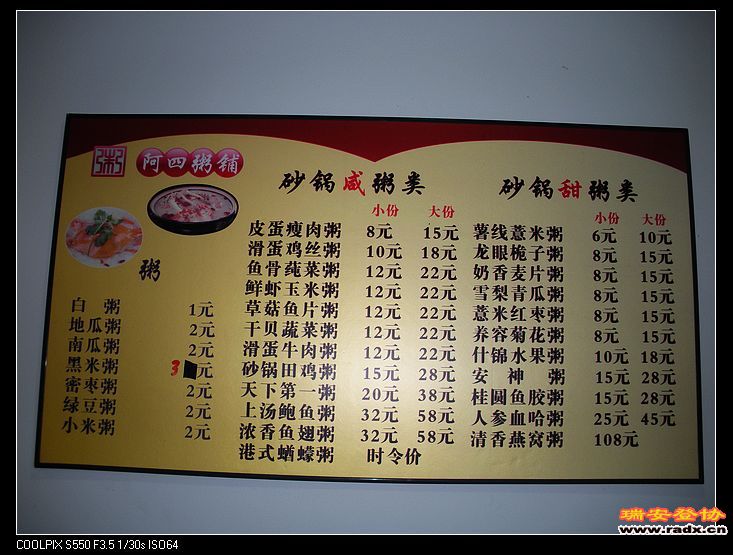 粥
阿四粥铺
粥
白粥 1元
地瓜粥 2元
南瓜粥 2元
黑米粥 3元
密枣粥 2元
绿豆粥 2元
小米粥 2元
砂锅咸粥类
小份 大份
皮蛋瘦肉粥 8元 15元
滑蛋鸡丝粥 10元 18元
鱼骨莼菜粥 12元 22元
鲜虾玉米粥 12元 22元
草菇鱼片粥 12元 22元
干贝蔬菜粥 12元 22元
滑蛋牛肉粥 12元 22元
砂锅田鸡粥 15元 28元
天下第一粥 20元 38元
上汤鲍鱼粥 32元 58元
浓香鱼翅粥 32元 58元
港式蝤蠓粥 时令价
砂锅甜粥类
小份 大份
薯线薏米粥 6元 10元
龙眼桅子粥 8元 15元
奶香麦片粥 8元 15元
雪梨青瓜粥 8元 15元
薏米红枣粥 8元 15元
养容菊花粥 8元 15元
什锦水果粥 10元 18元
安神粥 15元 28元
桂圆鱼胶粥 15元 28元
人参血哈粥 25元 45元
清香燕窝粥 108元
瑞安登协
www.radx.cn
COOLPIX S550 F3.5 1/30s ISO64